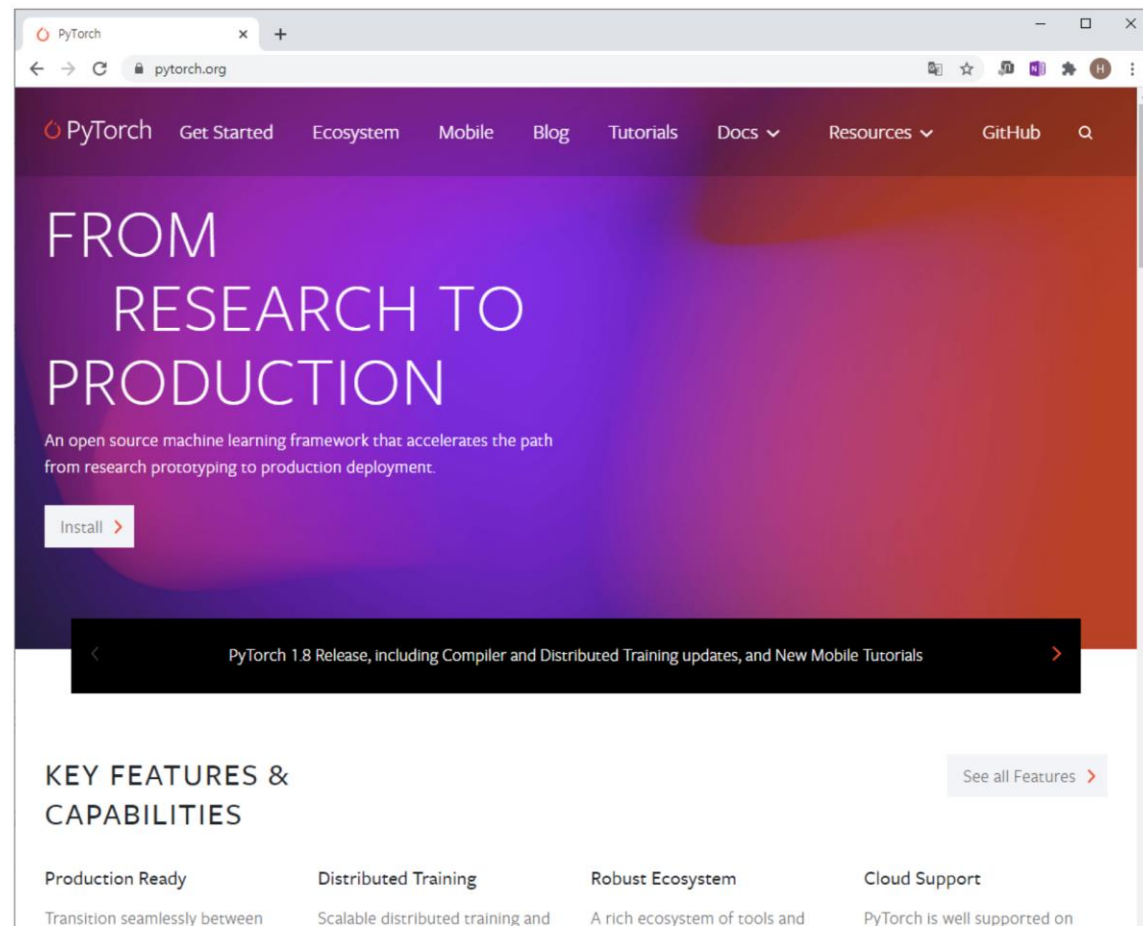 PyTorch
pytorch.org
H
PyTorch Get Started Ecosystem Mobile Blog Tutorials Docs Resources GitHub
FROM
RESEARCH TO
PRODUCTION
An open source machine learning framework that accelerates the path
from research prototyping to production deployment.
Install
PyTorch 1.8 Release, including Compiler and Distributed Training updates, and New Mobile Tutorials
KEY FEATURES &
CAPABILITIES
See all Features
Production Ready
Transition seamlessly between
Distributed Training
Scalable distributed training and
Robust Ecosystem
A rich ecosystem of tools and
Cloud Support
PyTorch is well supported on